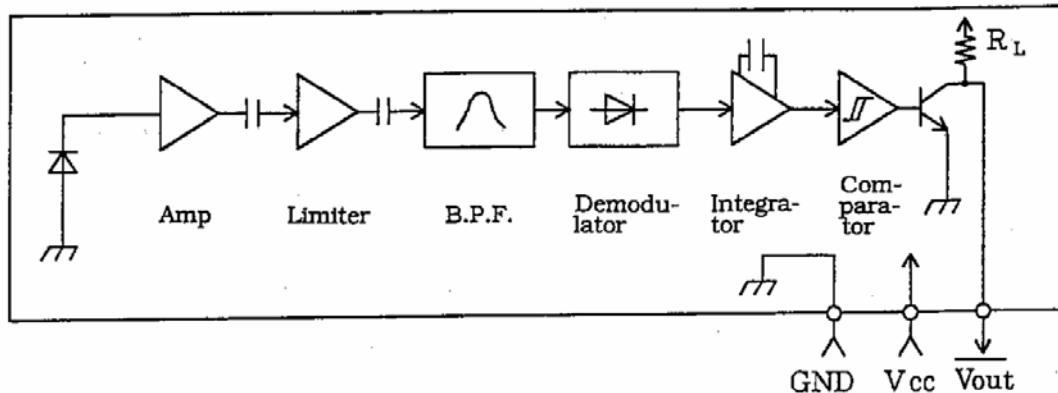 R L
Amp
Limiter
B.P.F.
Demodu-
lator
Integra-
tor
Com-
para-
tor
GND
Vcc
Vout